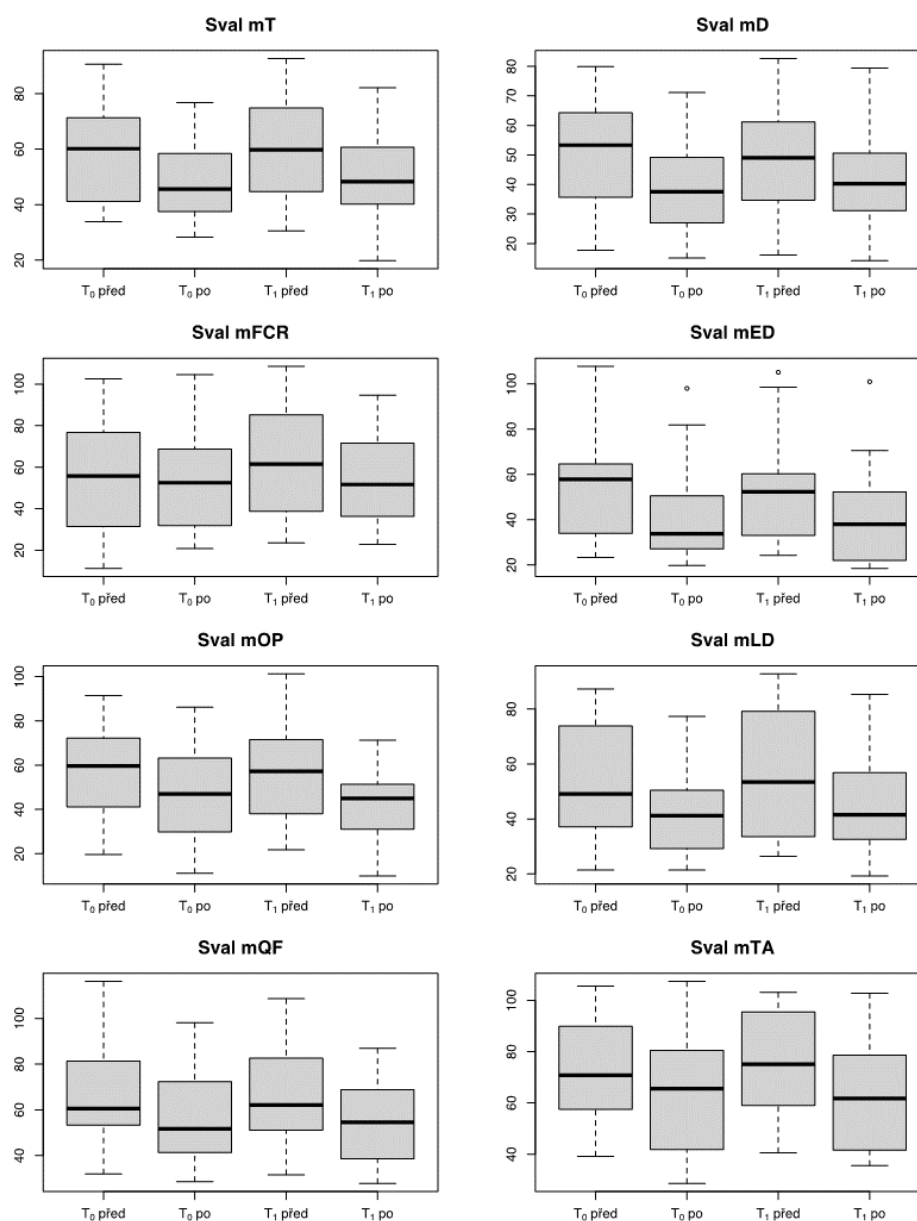 Sval mT
80
60
40
20
T₀ před T₀ po T₁ před T₁ po
Sval mD
80
70
60
50
40
30
20
T₀ před T₀ po T₁ před T₁ po
Sval mFCR
100
80
60
40
20
T₀ před T₀ po T₁ před T₁ po
Sval mED
100
80
60
40
20
T₀ před T₀ po T₁ před T₁ po
Sval mOP
100
80
60
40
20
T₀ před T₀ po T₁ před T₁ po
Sval mLD
80
60
40
20
T₀ před T₀ po T₁ před T₁ po
Sval mQF
100
80
60
40
T₀ před T₀ po T₁ před T₁ po
Sval mTA
100
80
60
40
T₀ před T₀ po T₁ před T₁ po